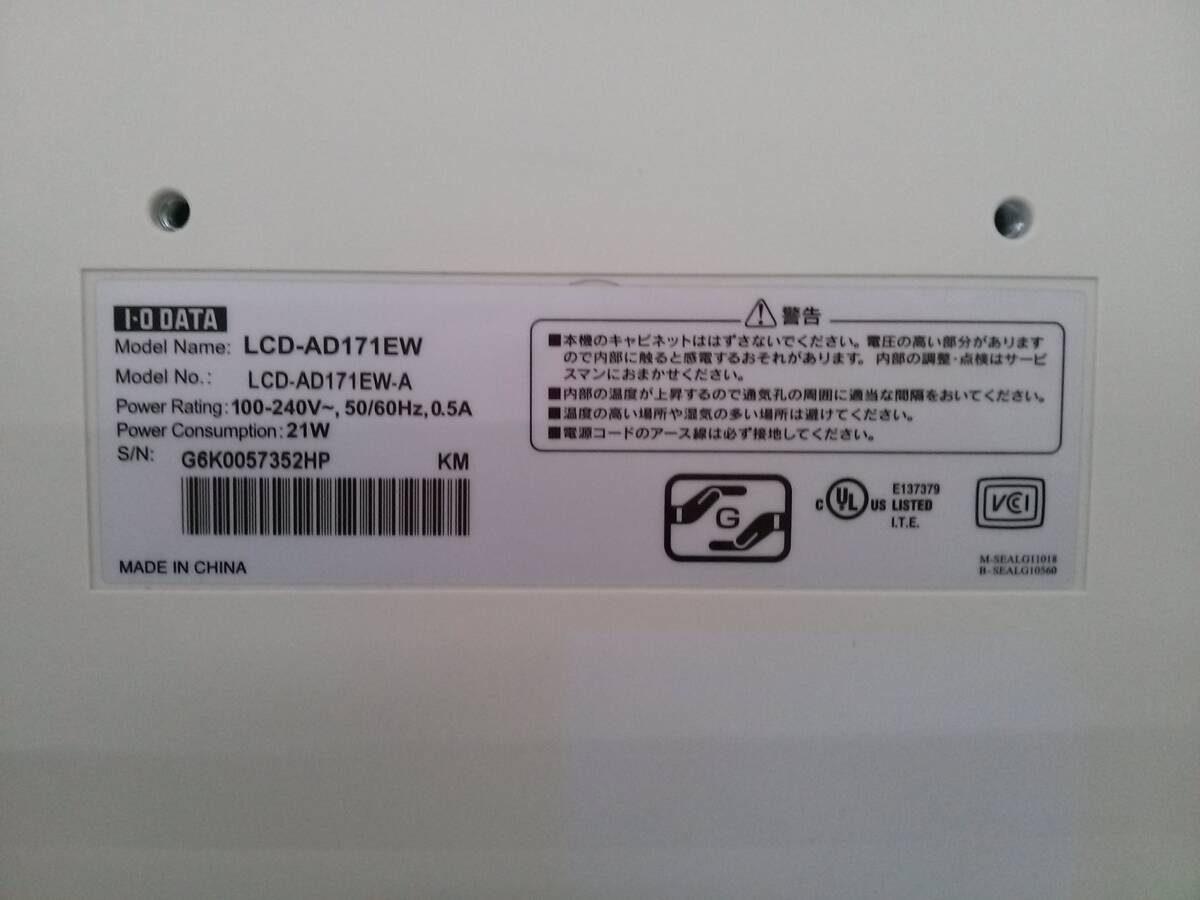 I-O DATA
Model Name: LCD-AD171EW
Model No.: LCD-AD171EW-A
Power Rating: 100-240V~, 50/60Hz, 0.5A
Power Consumption: 21W
S/N: G6K0057352HP KM
MADE IN CHINA
警告
■本機のキャビネットははずさないでください。電圧の高い部分があります
ので内部に触ると感電するおそれがあります。内部の調整・点検はサービ
スマンにおまかせください。
■内部の温度が上昇するので通気孔の周囲に適当な間隔をおいてください。
■温度の高い場所や湿気の多い場所は避けてください。
■電源コードのアース線は必ず接地してください。
G
C UL US LISTED
E137379
I.T.E.
VCCI
M-SEALG11018
B-SEALG10560